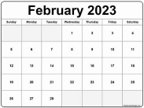 February 2023
Sunday Monday Tuesday Wednesday Thursday Friday Saturday
1 2 3 4
5 6 7 8 9 10 11
12 13 14 15 16 17 18
19 20 21 22 23 24 25
26 27 28